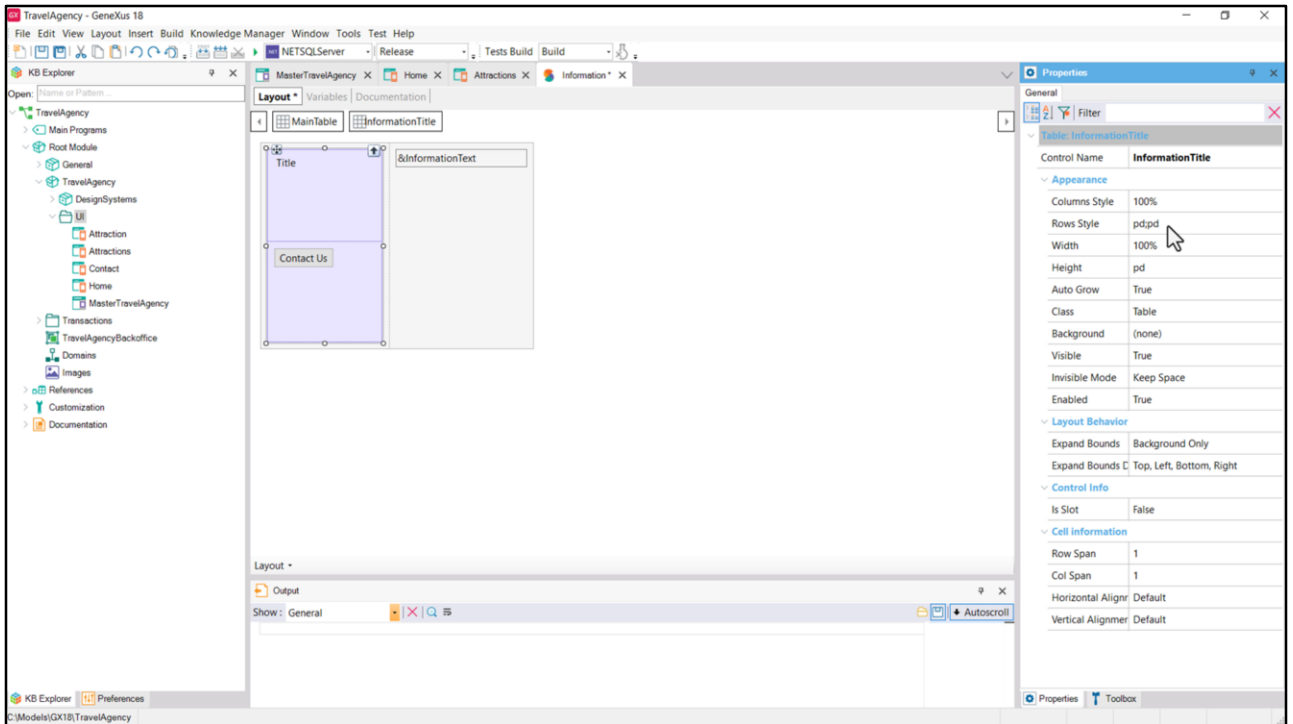 GX TravelAgency - GeneXus 18
File Edit View Layout Insert Build Knowledge Manager Window Tools Test Help
NETSQLServer Release Tests Build Build
KB Explorer
Open: Name or Pattern ...
TravelAgency
Main Programs
Root Module
General
TravelAgency
DesignSystems
UI
Attraction
Attractions
Contact
Home
MasterTravelAgency
Transactions
TravelAgencyBackoffice
Domains
Images
References
Customization
Documentation
KB Explorer Preferences
C:\Models\GX18\TravelAgency
MasterTravelAgency X Home X Attractions X Information * X
Layout * Variables Documentation
MainTable InformationTitle
Title
&InformationText
Contact Us
Layout
Output
Show: General
Autoscroll
Properties
General
Filter
Table: InformationTitle
Control Name InformationTitle
Appearance
Columns Style 100%
Rows Style pd;pd
Width 100%
Height pd
Auto Grow True
Class Table
Background (none)
Visible True
Invisible Mode Keep Space
Enabled True
Layout Behavior
Expand Bounds Background Only
Expand Bounds D Top, Left, Bottom, Right
Control Info
Is Slot False
Cell information
Row Span 1
Col Span 1
Horizontal Alignr Default
Vertical Alignmer Default
Properties Toolbox